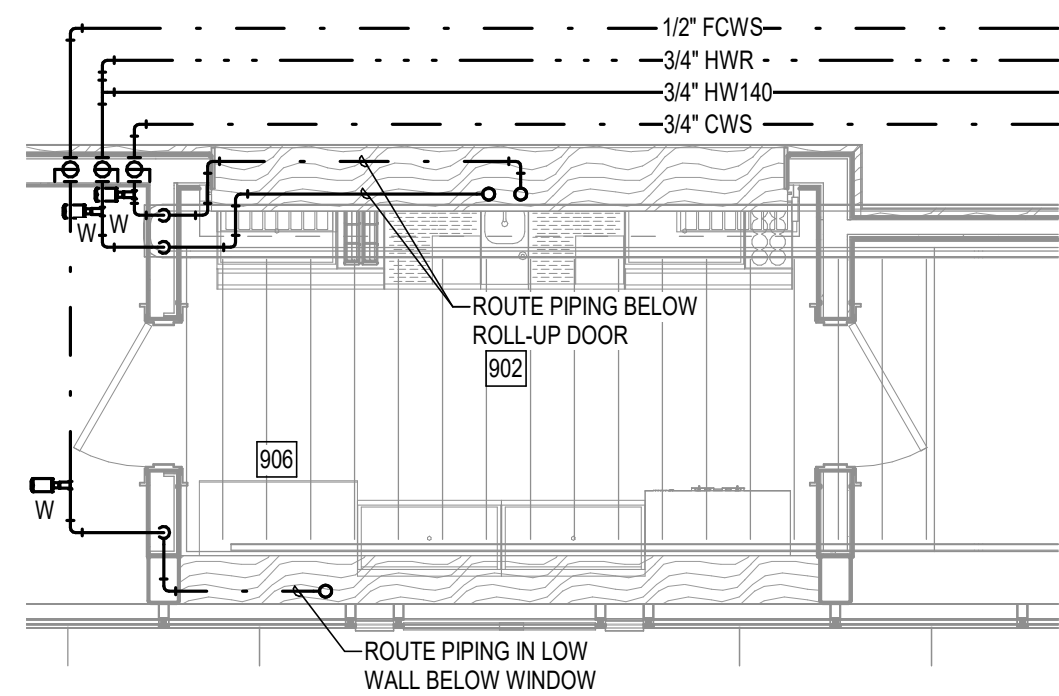 1/2" FCWS
3/4" HWR
3/4" HW140
3/4" CWS
W
W
ROUTE PIPING BELOW
ROLL-UP DOOR
902
906
W
ROUTE PIPING IN LOW
WALL BELOW WINDOW